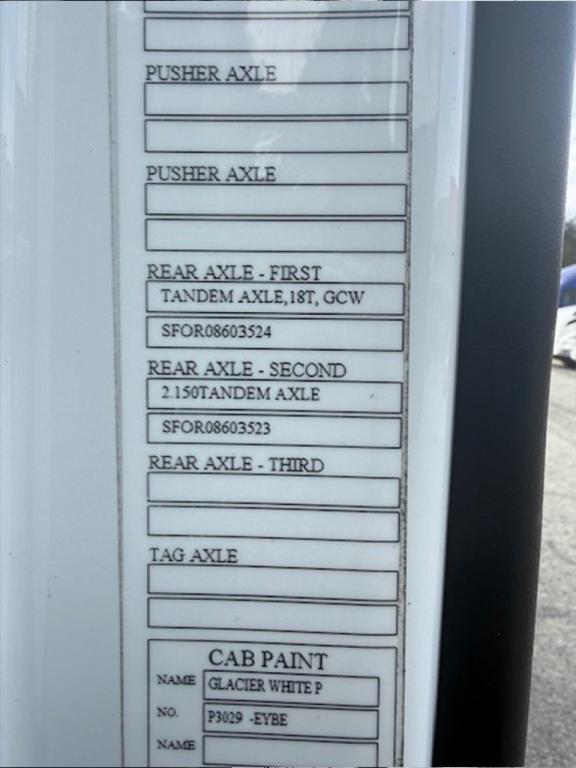 PUSHER AXLE
PUSHER AXLE
REAR AXLE - FIRST
TANDEM AXLE,18T, GCW
SFOR08603524
REAR AXLE - SECOND
2.150TANDEM AXLE
SFOR08603523
REAR AXLE - THIRD
TAG AXLE
CAB PAINT
NAME GLACIER WHITE P
NO. P3029 -EYBE
NAME